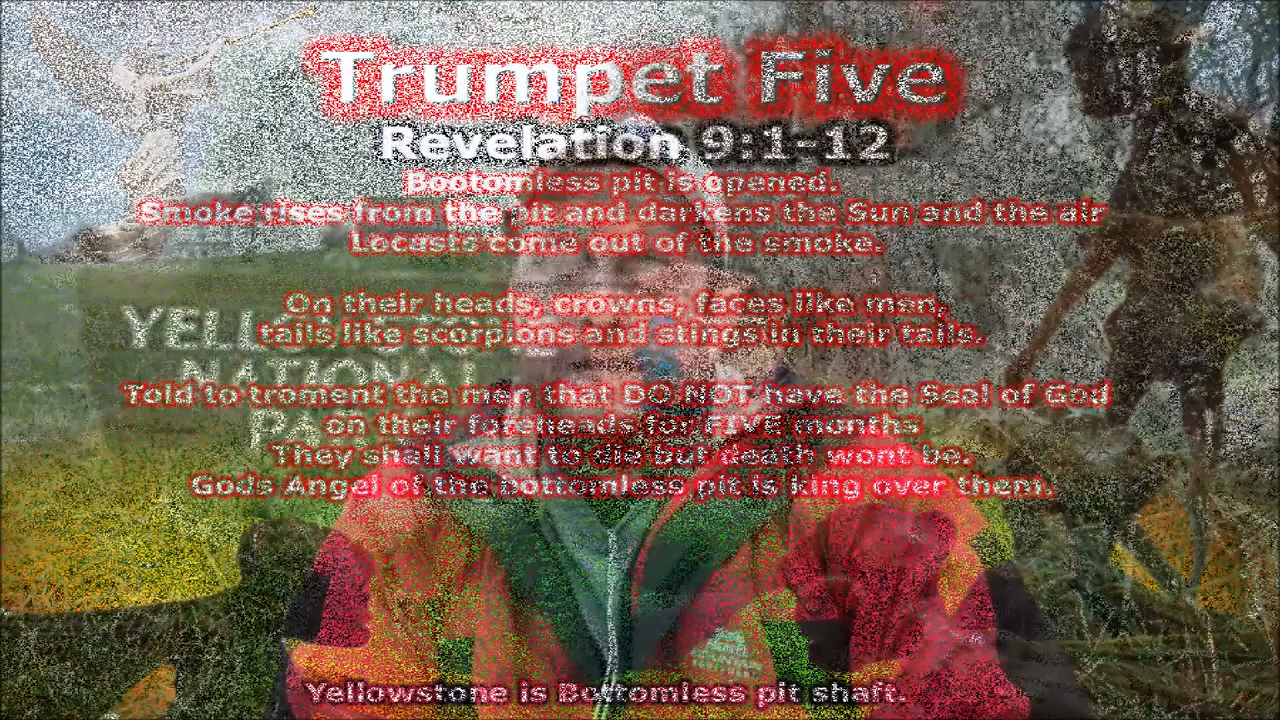 Trumpet Five
Revelation 9:1-12
Bootomless pit is opened.
Smoke rises from the pit and darkens the Sun and the air
Locusts come out of the smoke.
On their heads, crowns, faces like men,
tails like scorpions and stings in their tails.
YELLOWSTONE
NATIONAL
PARK
Told to troment the men that DO NOT have the Seal of God
on their foreheads for FIVE months
They shall want to die but death wont be.
Gods Angel of the bottomless pit is king over them.
Yellowstone is Bottomless pit shaft.